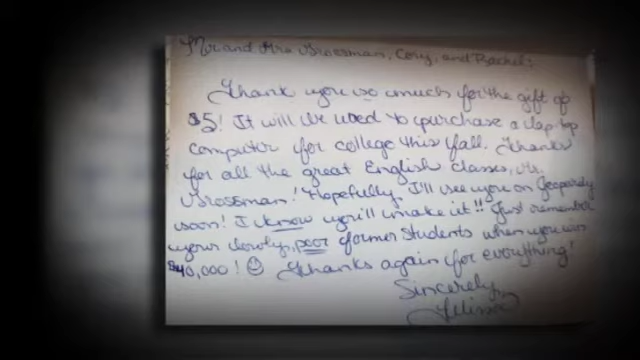 Mr. and Mrs Grossman, Cory, and Rachel:
Thank you so much for the gift of
$5! It will be used to purchase a lap-top
computer for college this fall. Thanks
for all the great English classes, Mr.
Grossman! Hopefully I'll see you on Jeopardy
soon! I know you'll make it!! Just remember
your lowly, poor former students when you win
$40,000! ☺ Thanks again for everything!
Sincerely,
Melissa